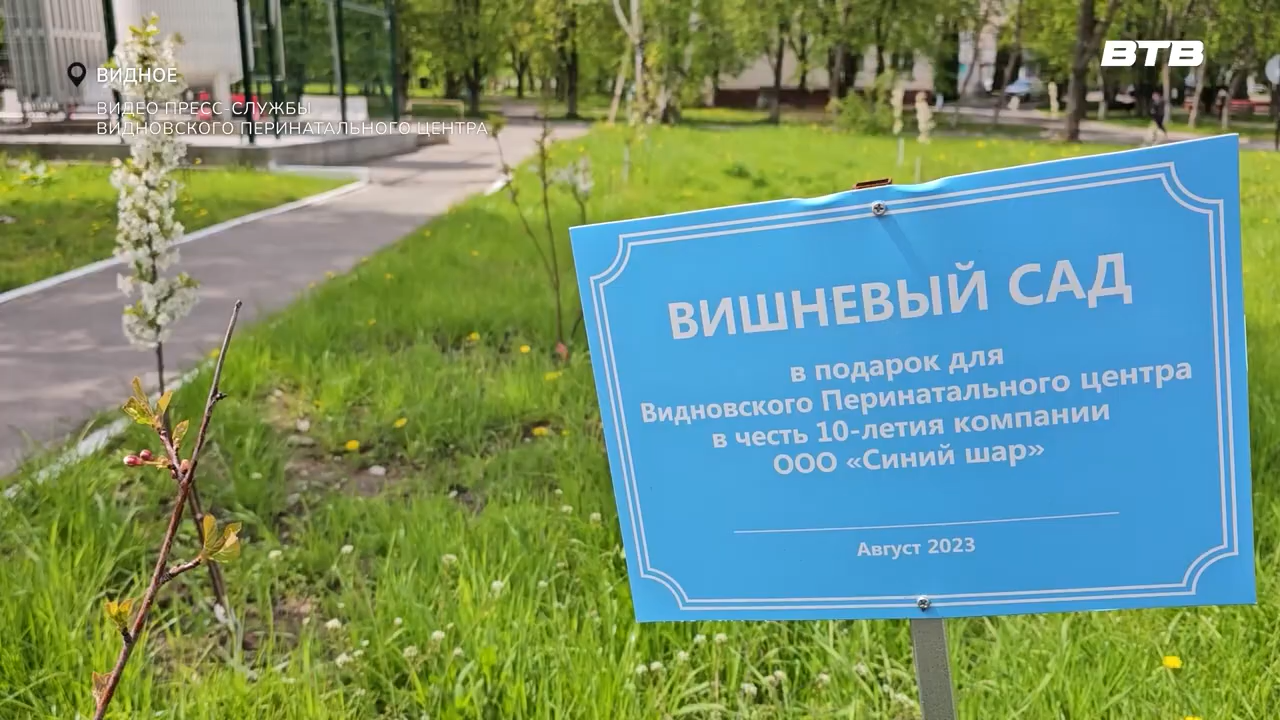 ВИДНОЕ
ВИДЕО ПРЕСС-СЛУЖБЫ
ВИДНОВСКОГО ПЕРИНАТАЛЬНОГО ЦЕНТРА
ВТВ
ВИШНЕВЫЙ САД
в подарок для
Видновского Перинатального центра
в честь 10-летия компании
ООО «Синий шар»
Август 2023